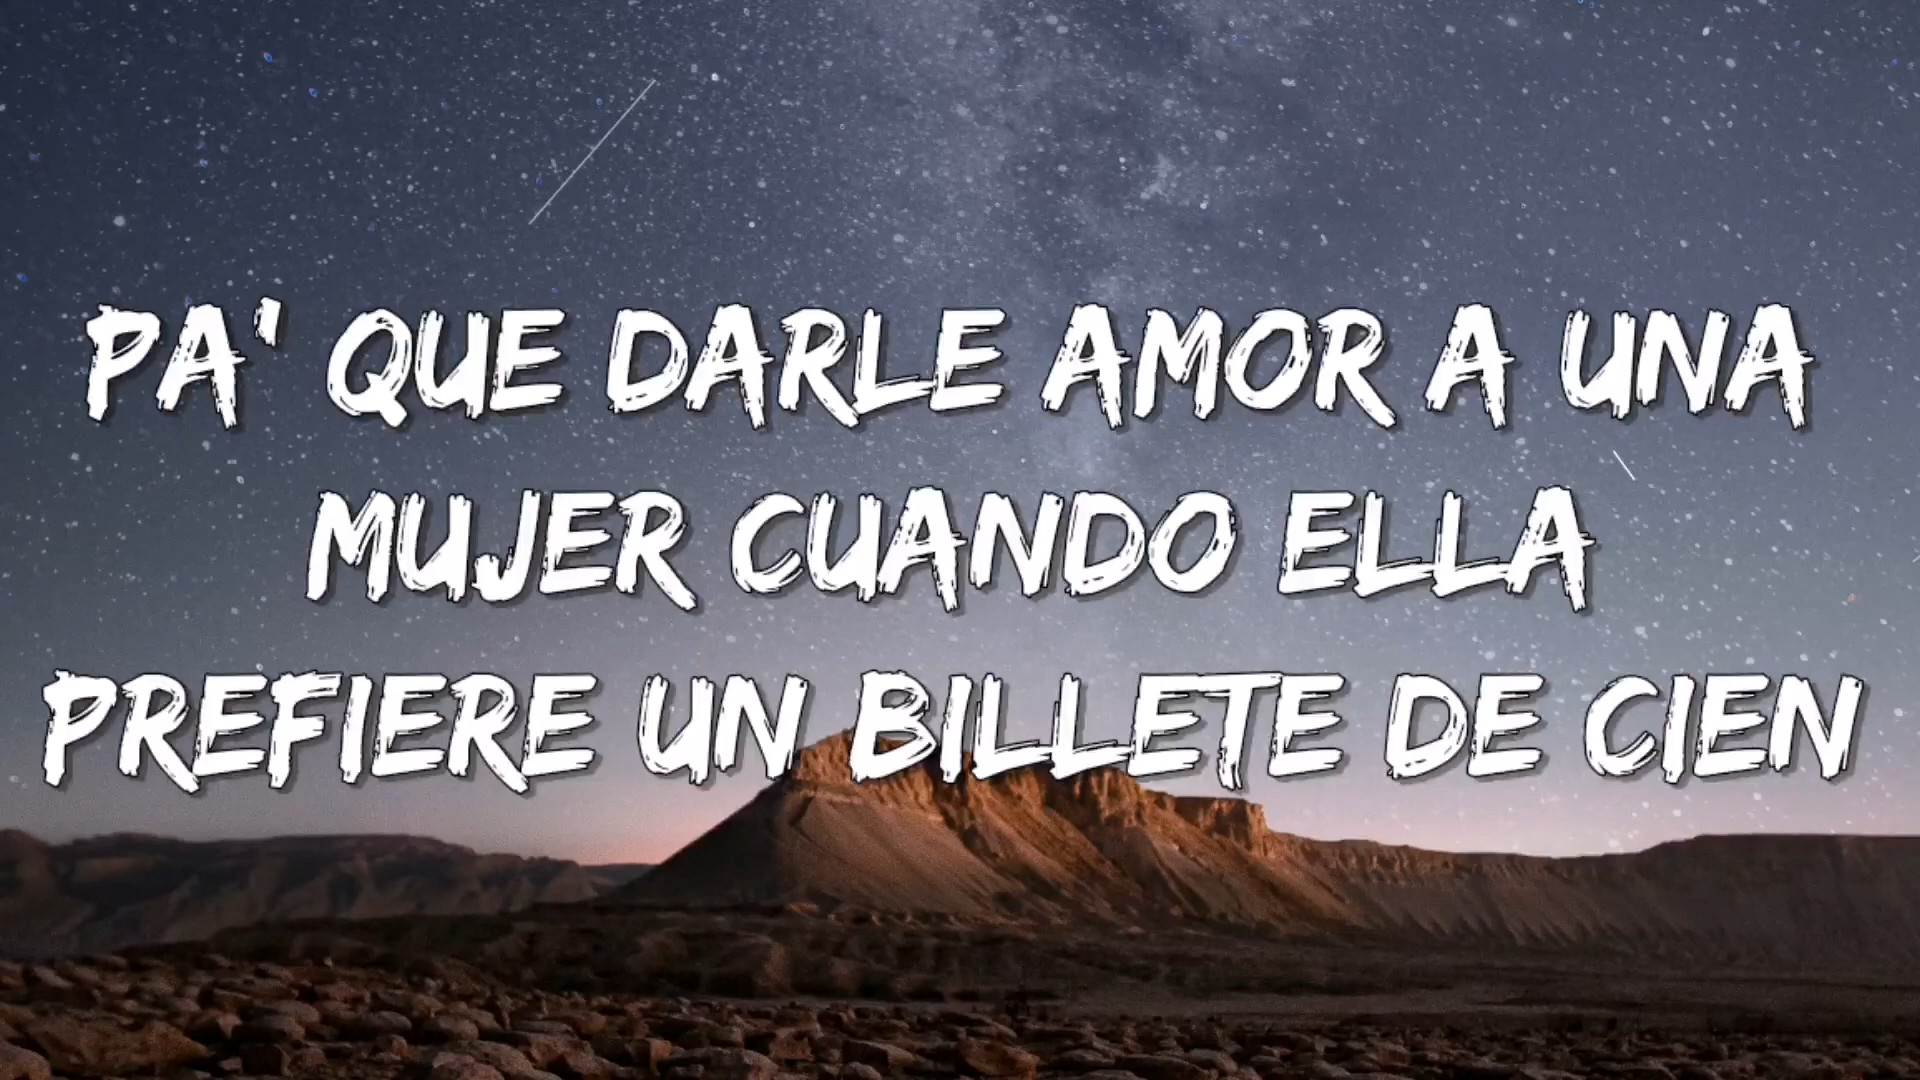 PA' QUE DARLE AMOR A UNA
MUJER CUANDO ELLA
PREFIERE UN BILLETE DE CIEN